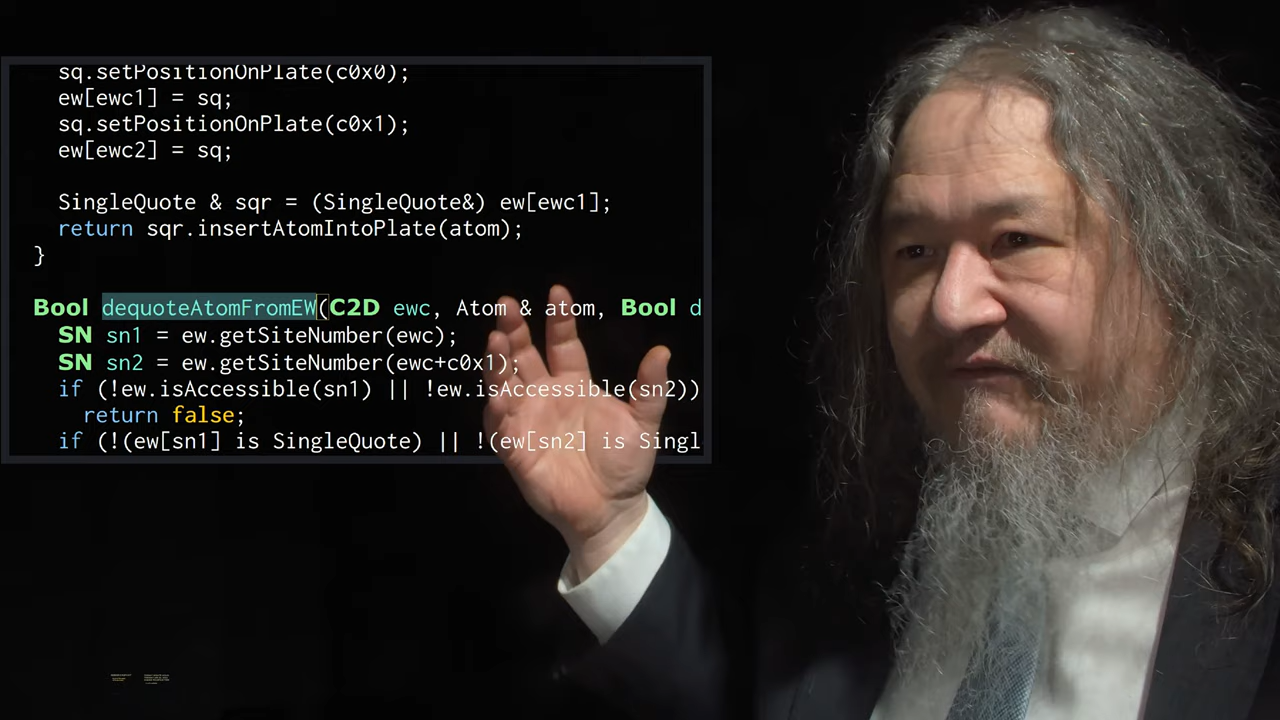 sq.setPositionOnPlate(c0x0);
ew[ewc1] = sq;
sq.setPositionOnPlate(c0x1);
ew[ewc2] = sq;
SingleQuote & sqr = (SingleQuote&) ew[ewc1];
return sqr.insertAtomIntoPlate(atom);
}
Bool dequoteAtomFromEW(C2D ewc, Atom & atom, Bool d
SN sn1 = ew.getSiteNumber(ewc);
SN sn2 = ew.getSiteNumber(ewc+c0x1);
if (!ew.isAccessible(sn1) || !ew.isAccessible(sn2))
return false;
if (!(ew[sn1] is SingleQuote) || !(ew[sn2] is Singl